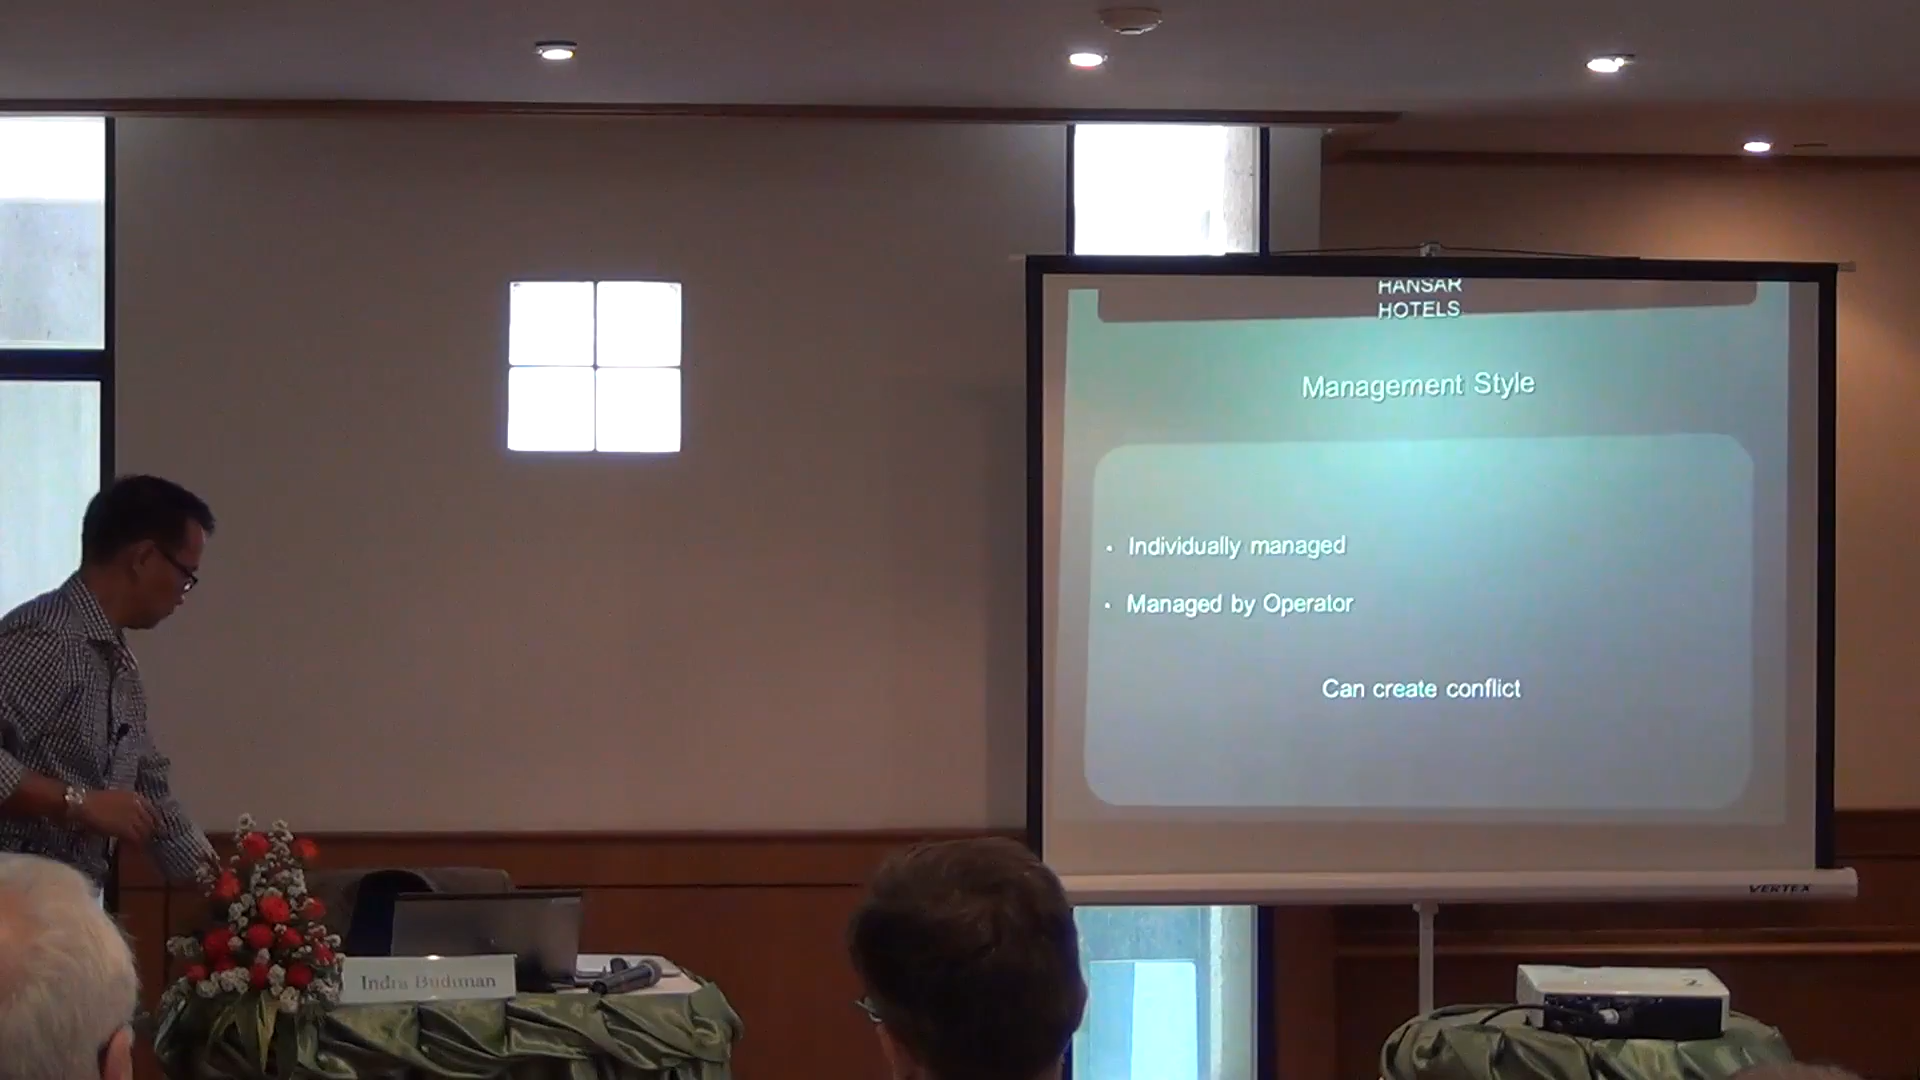 HANSAR
HOTELS
Management Style
• Individually managed
• Managed by Operator
Can create conflict
VERTEX
Indra Budiman